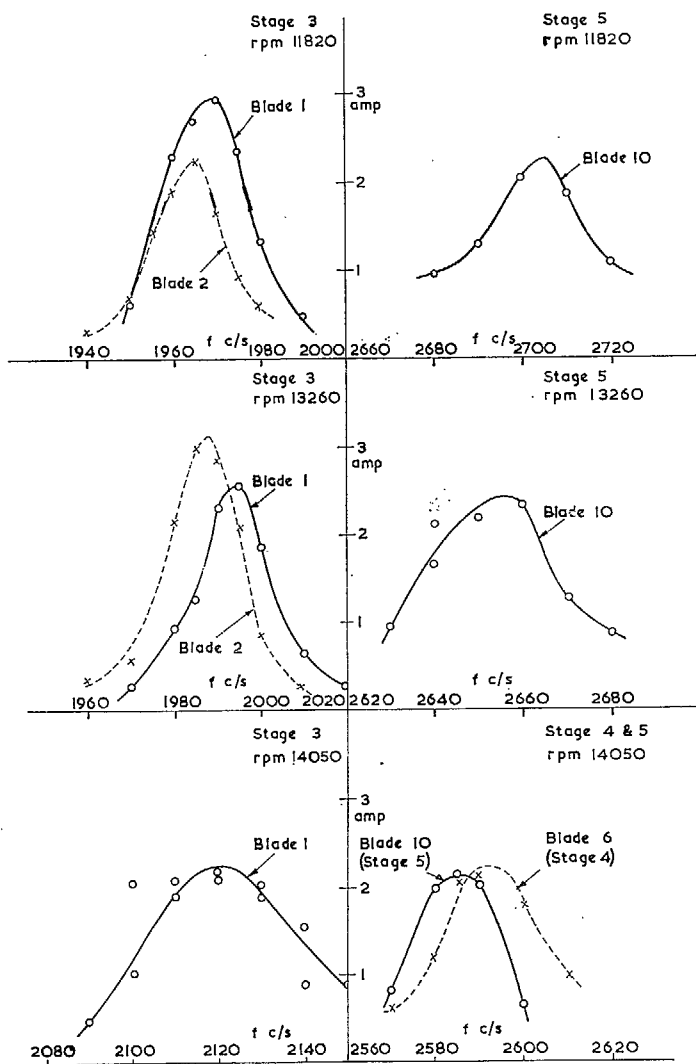 Stage 3
rpm 11820
Stage 5
rpm 11820
3
amp
2
1
Blade 1
Blade 2
Blade 10
f c/s
f c/s
1940 1960 1980 2000 2660 2680 2700 2720
Stage 3
rpm 13260
Stage 5
rpm 13260
3
amp
2
1
Blade 1
Blade 2
Blade 10
f c/s
f c/s
1960 1980 2000 2620 2640 2660 2680
Stage 3
rpm 14050
Stage 4 & 5
rpm 14050
3
amp
2
1
Blade 1
Blade 10
(Stage 5)
Blade 6
(Stage 4)
f c/s
f c/s
2080 2100 2120 2140 2560 2580 2600 2620